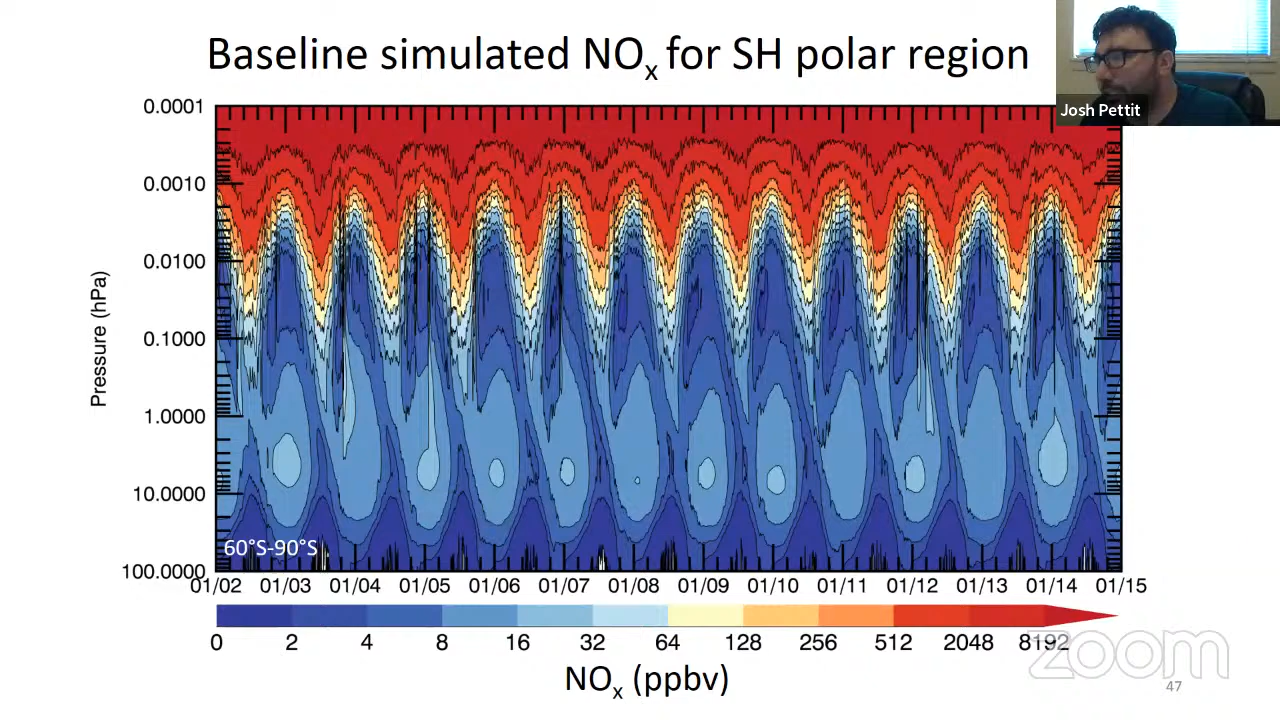 Baseline simulated NOx for SH polar region
Josh Pettit
0.0001
0.0010
0.0100
0.1000
1.0000
10.0000
100.0000
Pressure (hPa)
60°S-90°S
01/02 01/03 01/04 01/05 01/06 01/07 01/08 01/09 01/10 01/11 01/12 01/13 01/14 01/15
0 2 4 8 16 32 64 128 256 512 2048 8192
NOx (ppbv)
zoom
47